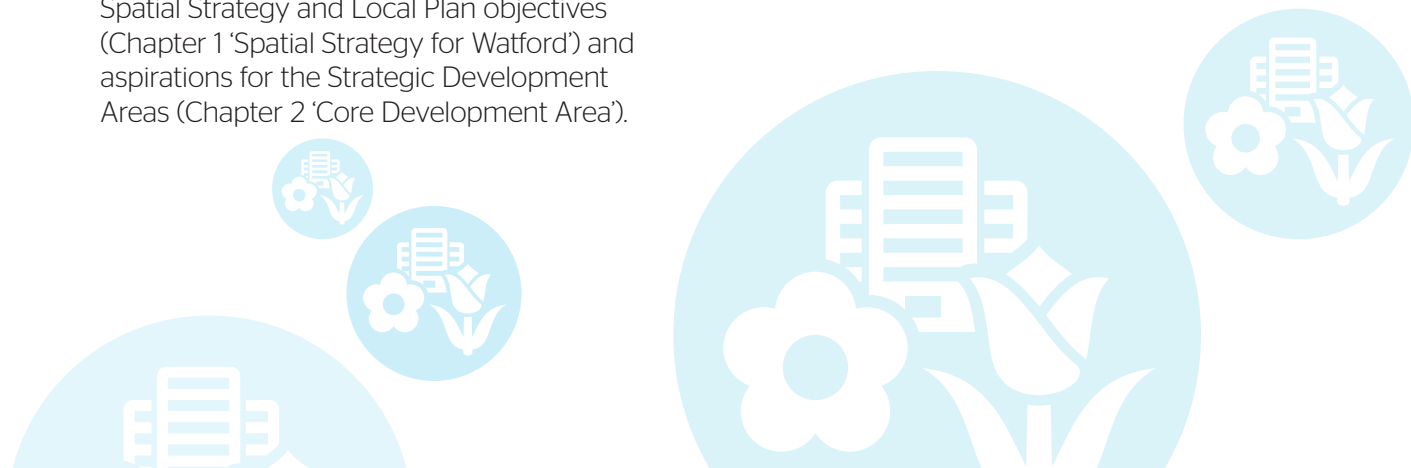 Spatial Strategy and Local Plan objectives
(Chapter 1 ‘Spatial Strategy for Watford’) and
aspirations for the Strategic Development
Areas (Chapter 2 ‘Core Development Area’).